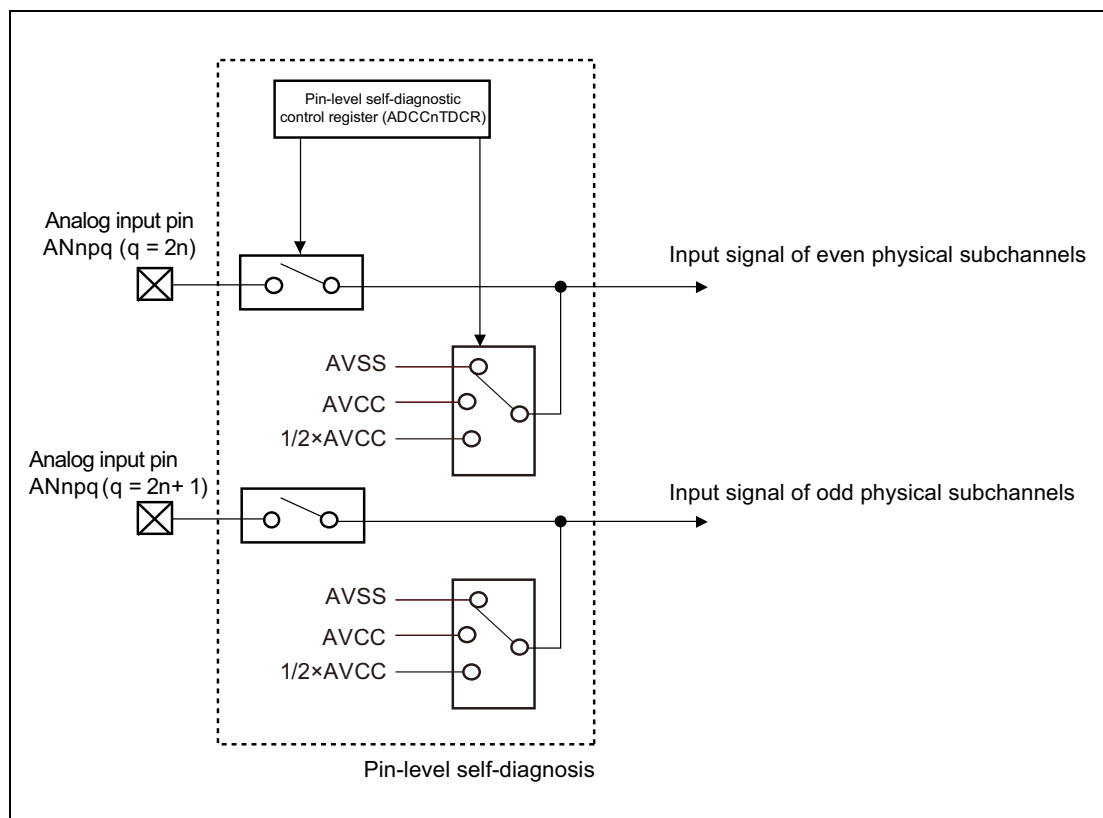 Pin-level self-diagnostic
control register (ADCCnTDCR)
Analog input pin
ANnpq (q = 2n)
Input signal of even physical subchannels
AVSS
AVCC
1/2×AVCC
Analog input pin
ANnpq (q = 2n+ 1)
Input signal of odd physical subchannels
AVSS
AVCC
1/2×AVCC
Pin-level self-diagnosis